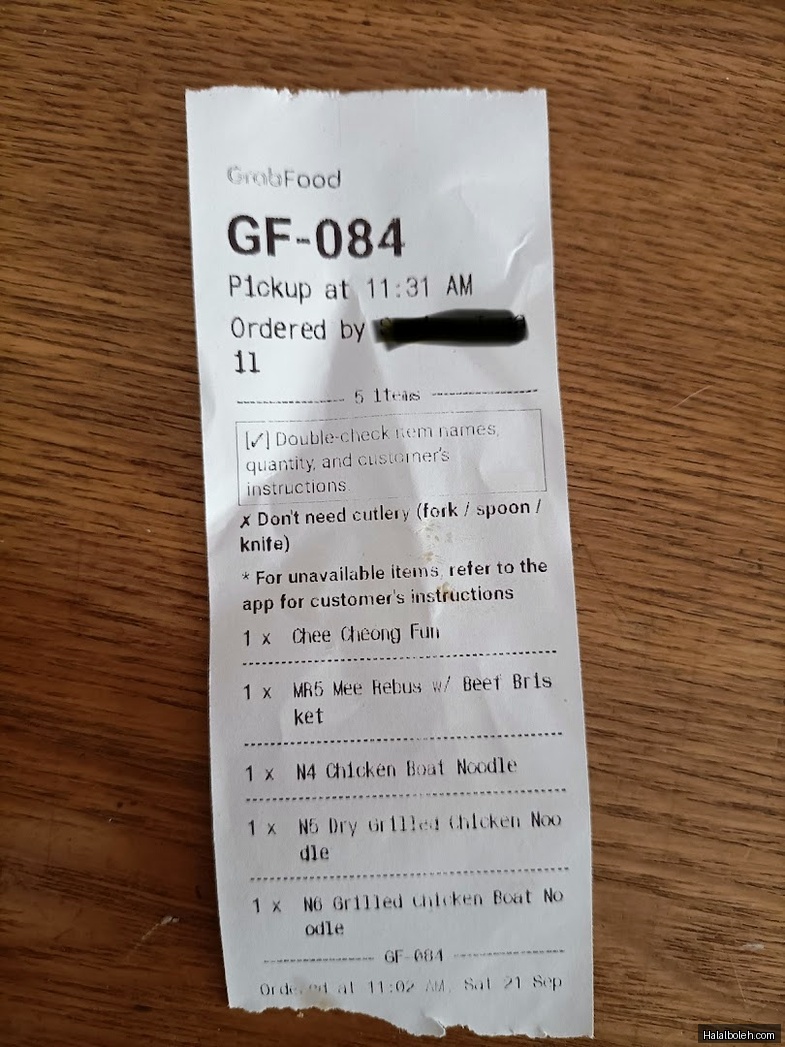 GrabFood
GF-084
Pickup at 11:31 AM
Ordered by
il
5 Items
[✓] Double-check item names,
quantity, and customer's
instructions.
✗ Don't need cutlery (fork / spoon /
knife)
* For unavailable items, refer to the
app for customer's instructions
1 x Chee Cheong Fun
1 x MR5 Mee Rebus w/ Beef Bris
ket
1 x N4 Chicken Boat Noodle
1 x N5 Dry Grilled Chicken Noo
dle
1 x N6 Grilled Chicken Boat No
odle
GF-084
Ordered at 11:02 AM, Sat 21 Sep
Halalboleh.com